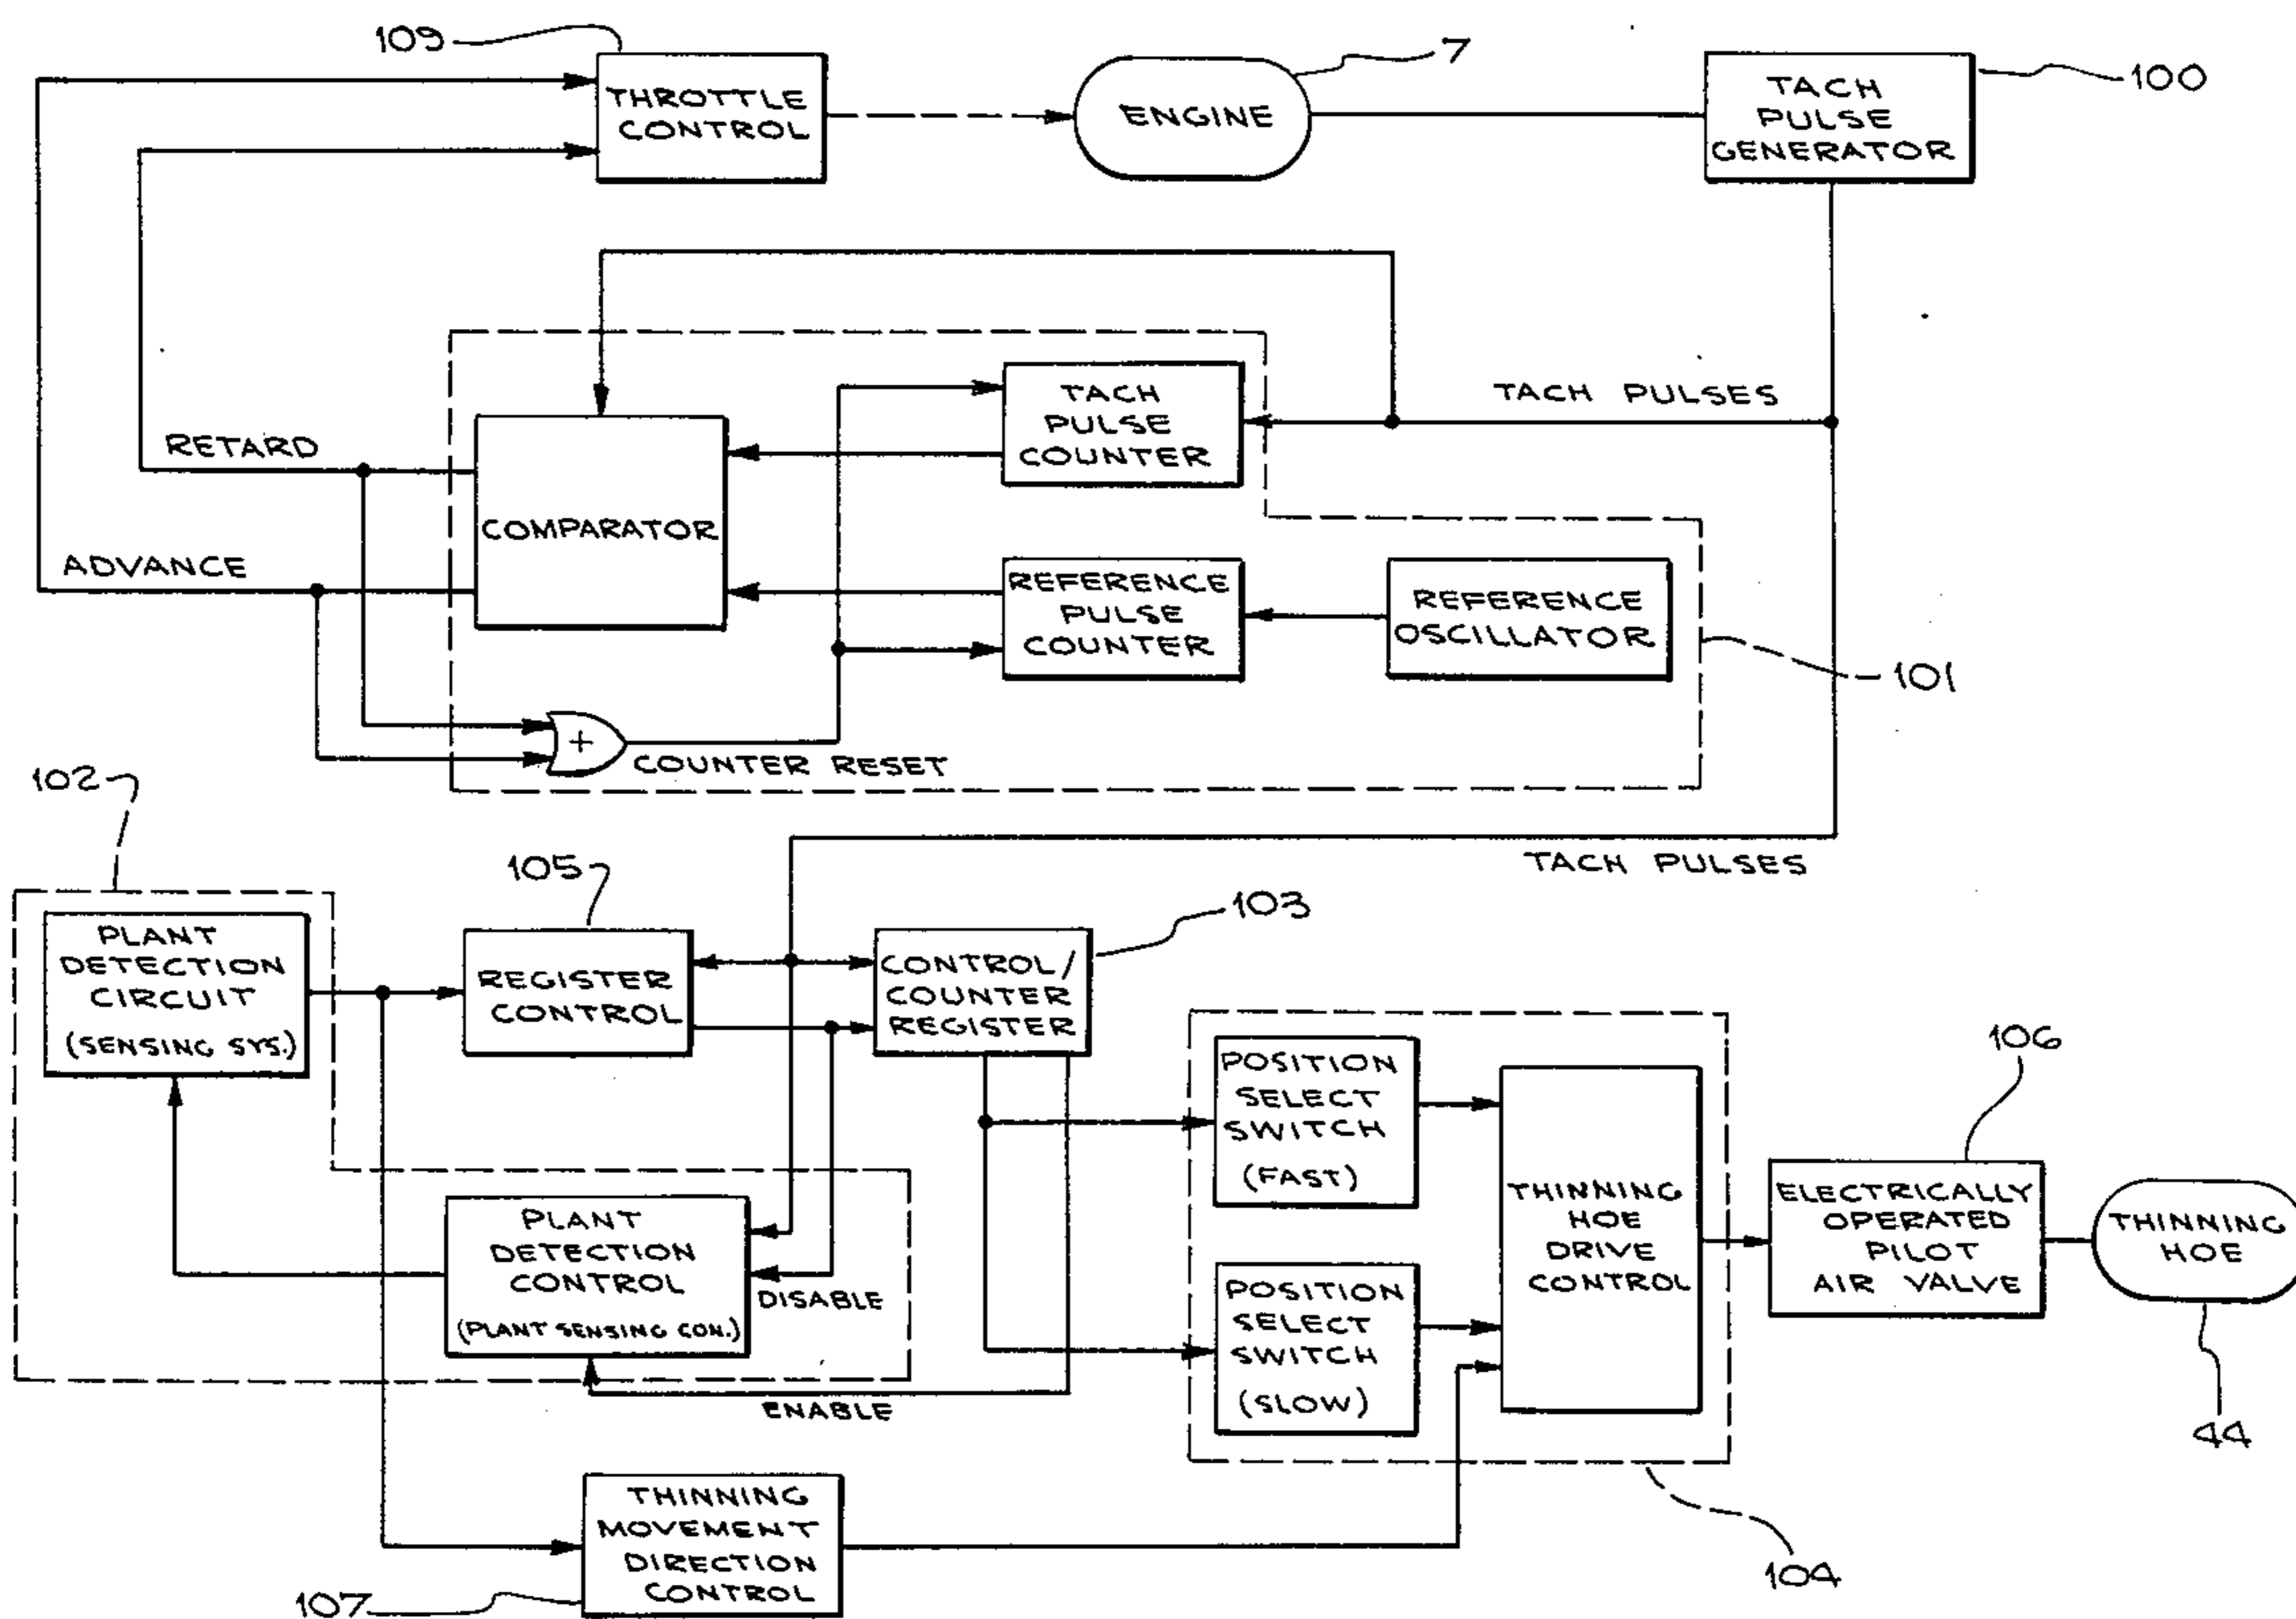 109
THROTTLE
CONTROL
ENGINE
7
TACH
PULSE
GENERATOR
100
TACH PULSES
TACH
PULSE
COUNTER
RETARD
COMPARATOR
ADVANCE
REFERENCE
PULSE
COUNTER
REFERENCE
OSCILLATOR
101
+
COUNTER RESET
102
TACH PULSES
105
103
PLANT
DETECTION
CIRCUIT
(SENSING SYS.)
REGISTER
CONTROL
CONTROL/
COUNTER
REGISTER
POSITION
SELECT
SWITCH
(FAST)
106
PLANT
DETECTION
CONTROL
(PLANT SENSING CON.)
DISABLE
ENABLE
POSITION
SELECT
SWITCH
(SLOW)
THINNING
HOE
DRIVE
CONTROL
ELECTRICALLY
OPERATED
PILOT
AIR VALVE
THINNING
HOE
44
THINNING
MOVEMENT
DIRECTION
CONTROL
107
104